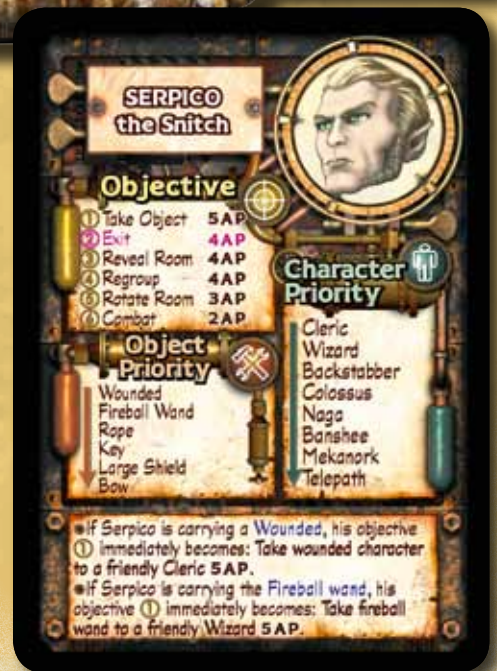 SERPICO
the Snitch
Objective
① Take Object 5AP
② Exit 4AP
③ Reveal Room 4AP
④ Regroup 4AP
⑤ Rotate Room 3AP
⑥ Combat 2AP
Object
Priority
Wounded
Fireball Wand
Rope
Key
Large Shield
Bow
Character
Priority
Cleric
Wizard
Backstabber
Colossus
Naga
Banshee
Mekanork
Telepath
●If Serpico is carrying a Wounded, his objective
① immediately becomes: Take wounded character
to a friendly Cleric 5AP.
●If Serpico is carrying the Fireball wand, his
objective ① immediately becomes: Take fireball
wand to a friendly Wizard 5AP.